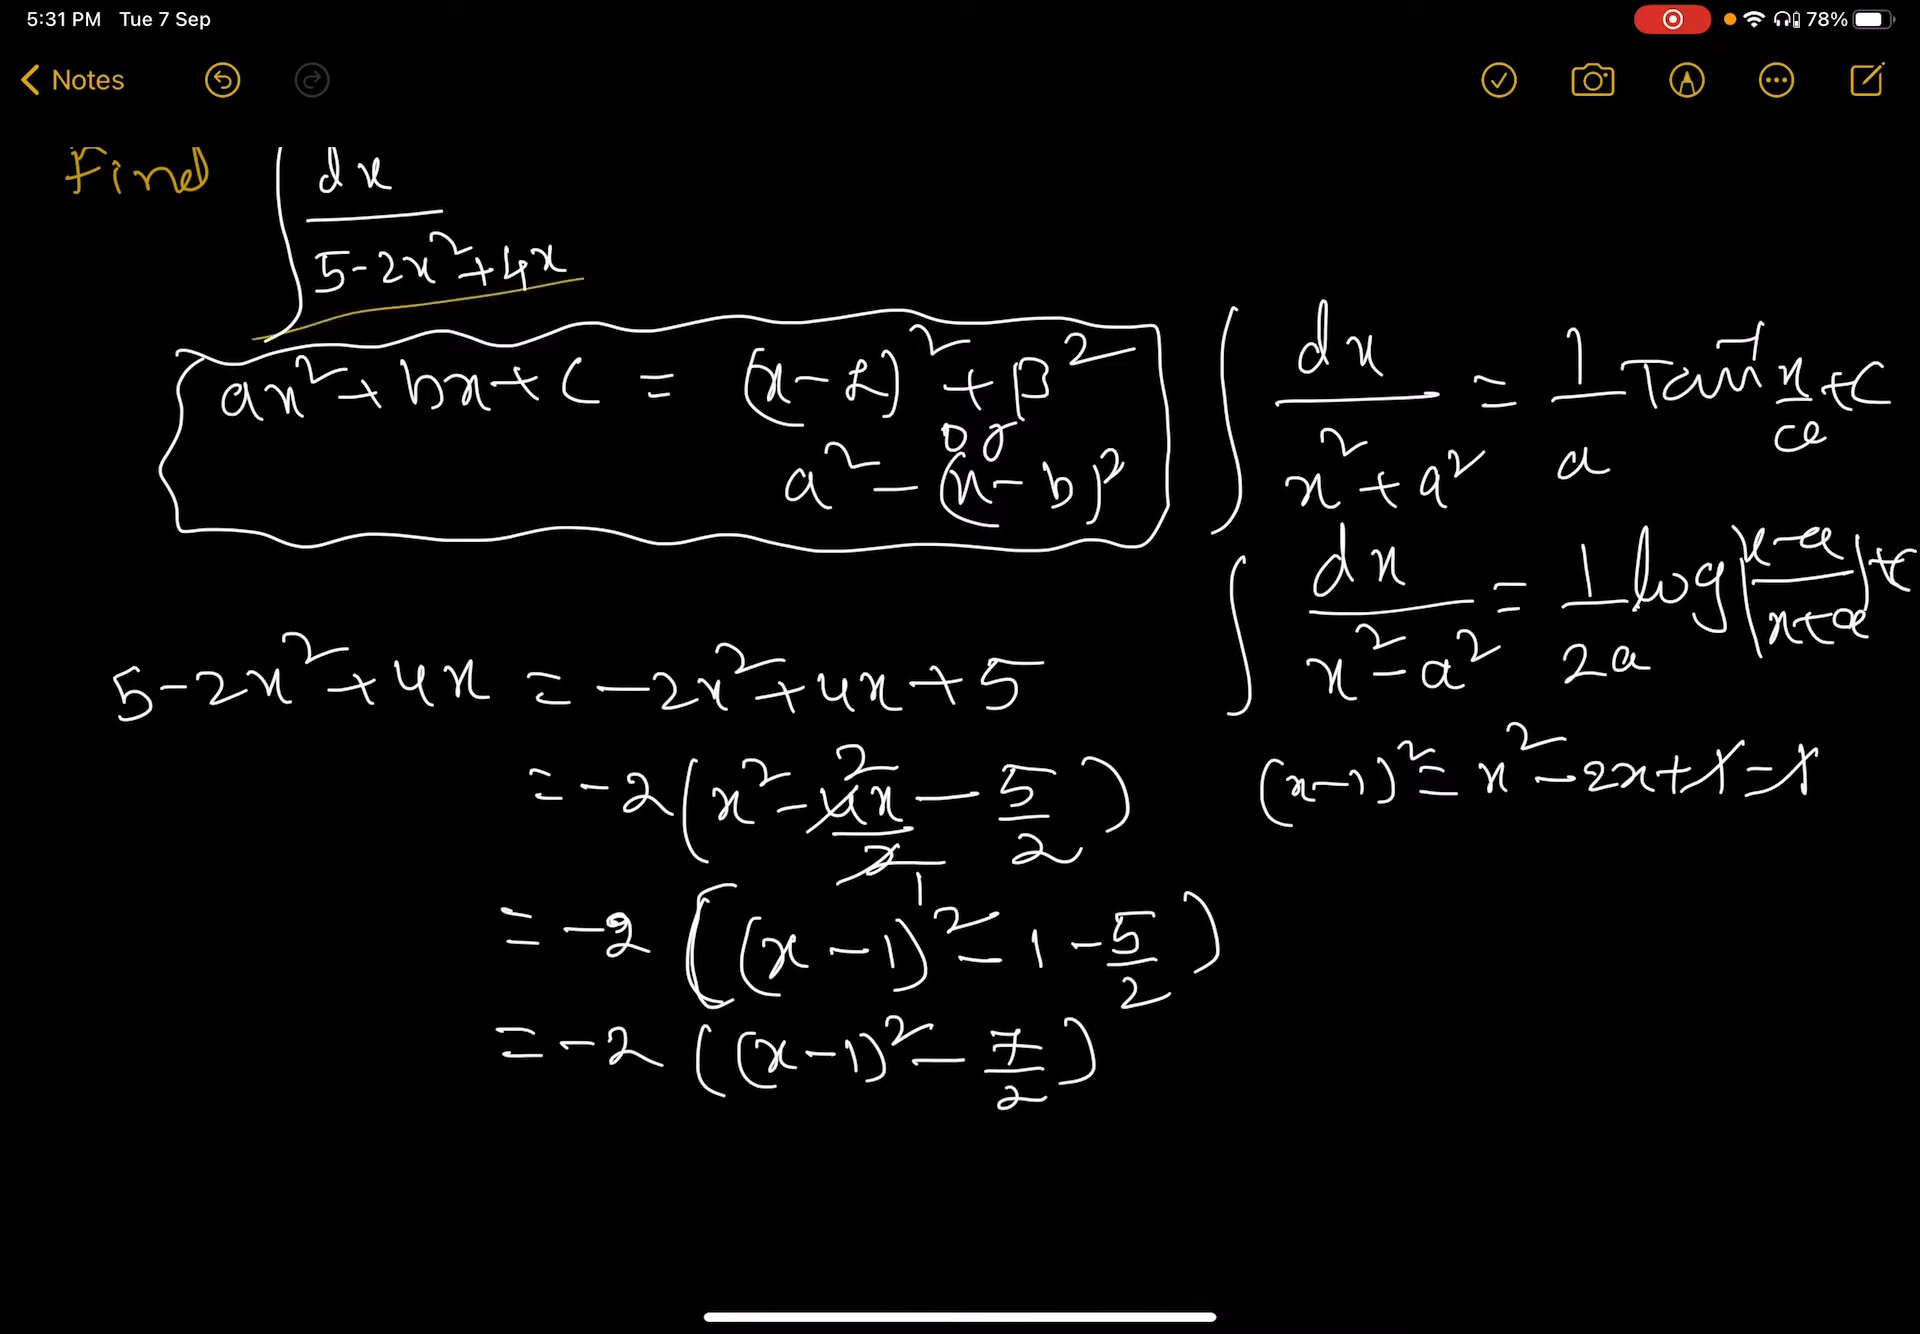 5:31 PM Tue 7 Sep
78%
Notes
Find ∫ dx / (5-2x²+4x)
ax²+bx+c = (x-α)²+β²
or
a²-(x-b)²
∫ dx / (x²+a²) = 1/a Tan⁻¹ x/a +c
∫ dx / (x²-a²) = 1/2a log |x-a / x+a| +c
5-2x²+4x = -2x²+4x+5
= -2(x² - 4x/2 - 5/2)
2
1
(x-1)² = x²-2x+1-1
= -2((x-1)² - 1 - 5/2)
= -2((x-1)² - 7/2)